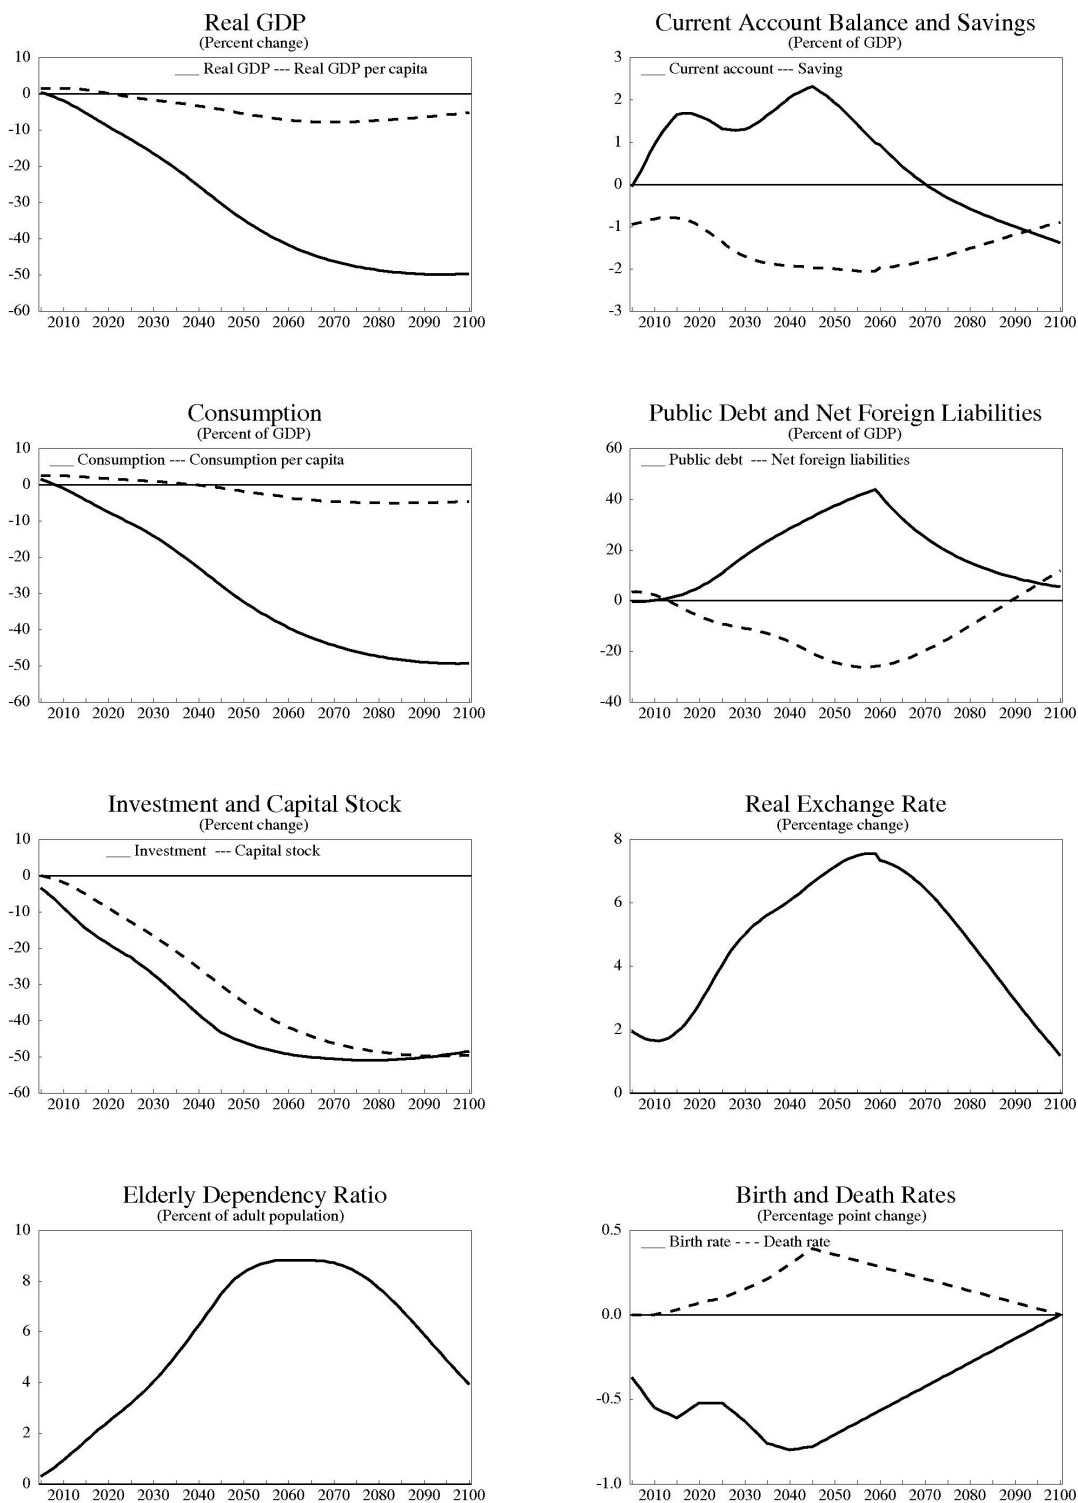 Real GDP
(Percent change)
___ Real GDP --- Real GDP per capita
10
0
-10
-20
-30
-40
-50
-60
2010 2020 2030 2040 2050 2060 2070 2080 2090 2100
Current Account Balance and Savings
(Percent of GDP)
___ Current account --- Saving
3
2
1
0
-1
-2
-3
2010 2020 2030 2040 2050 2060 2070 2080 2090 2100
Consumption
(Percent of GDP)
___ Consumption --- Consumption per capita
10
0
-10
-20
-30
-40
-50
-60
2010 2020 2030 2040 2050 2060 2070 2080 2090 2100
Public Debt and Net Foreign Liabilities
(Percent of GDP)
___ Public debt --- Net foreign liabilities
60
40
20
0
-20
-40
2010 2020 2030 2040 2050 2060 2070 2080 2090 2100
Investment and Capital Stock
(Percent change)
___ Investment --- Capital stock
10
0
-10
-20
-30
-40
-50
-60
2010 2020 2030 2040 2050 2060 2070 2080 2090 2100
Real Exchange Rate
(Percentage change)
8
6
4
2
0
2010 2020 2030 2040 2050 2060 2070 2080 2090 2100
Elderly Dependency Ratio
(Percent of adult population)
10
8
6
4
2
0
2010 2020 2030 2040 2050 2060 2070 2080 2090 2100
Birth and Death Rates
(Percentage point change)
___ Birth rate - - - Death rate
0.5
0.0
-0.5
-1.0
2010 2020 2030 2040 2050 2060 2070 2080 2090 2100